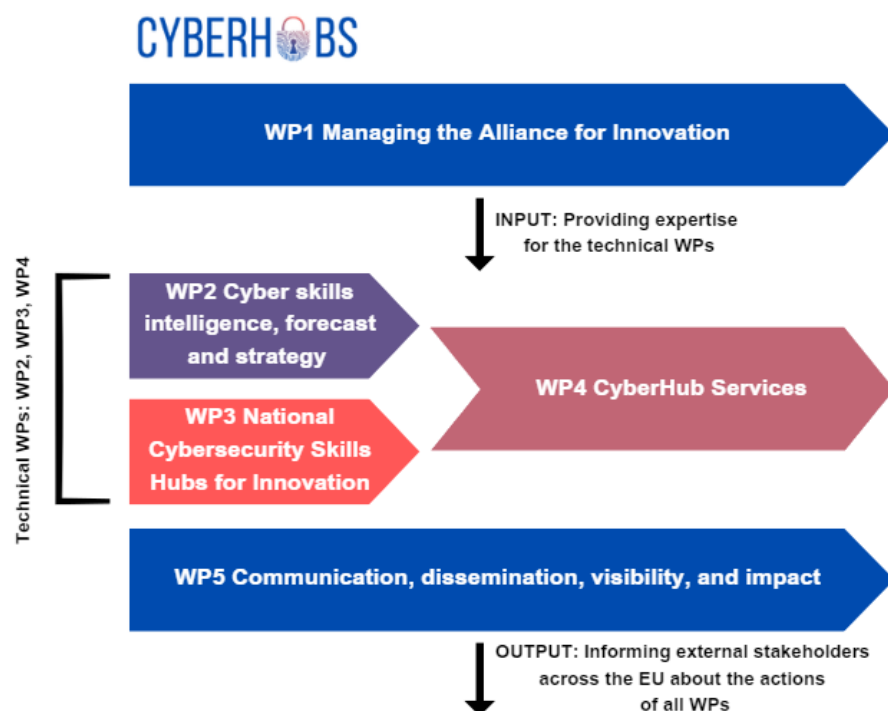 CYBERHUBS
WP1 Managing the Alliance for Innovation
INPUT: Providing expertise
for the technical WPs
Technical WPs: WP2, WP3, WP4
WP2 Cyber skills
intelligence, forecast
and strategy
WP4 CyberHub Services
WP3 National
Cybersecurity Skills
Hubs for Innovation
WP5 Communication, dissemination, visibility, and impact
OUTPUT: Informing external stakeholders
across the EU about the actions
of all WPs